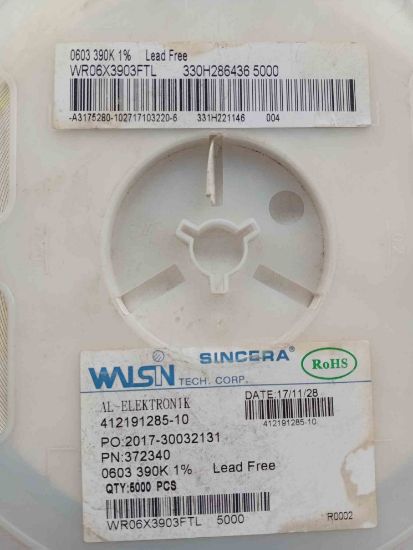 0603 390K 1% Lead Free
WR06X3903FTL 330H286436 5000
-A3175280-102717103220-6 331H221146 004
WALSIN TECH. CORP. SINCERA® RoHS
AL-ELEKTRONIK DATE:17/11/28
412191285-10 412191285-10
PO:2017-30032131
PN:372340
0603 390K 1% Lead Free
QTY:5000 PCS
WR06X3903FTL 5000 R0002